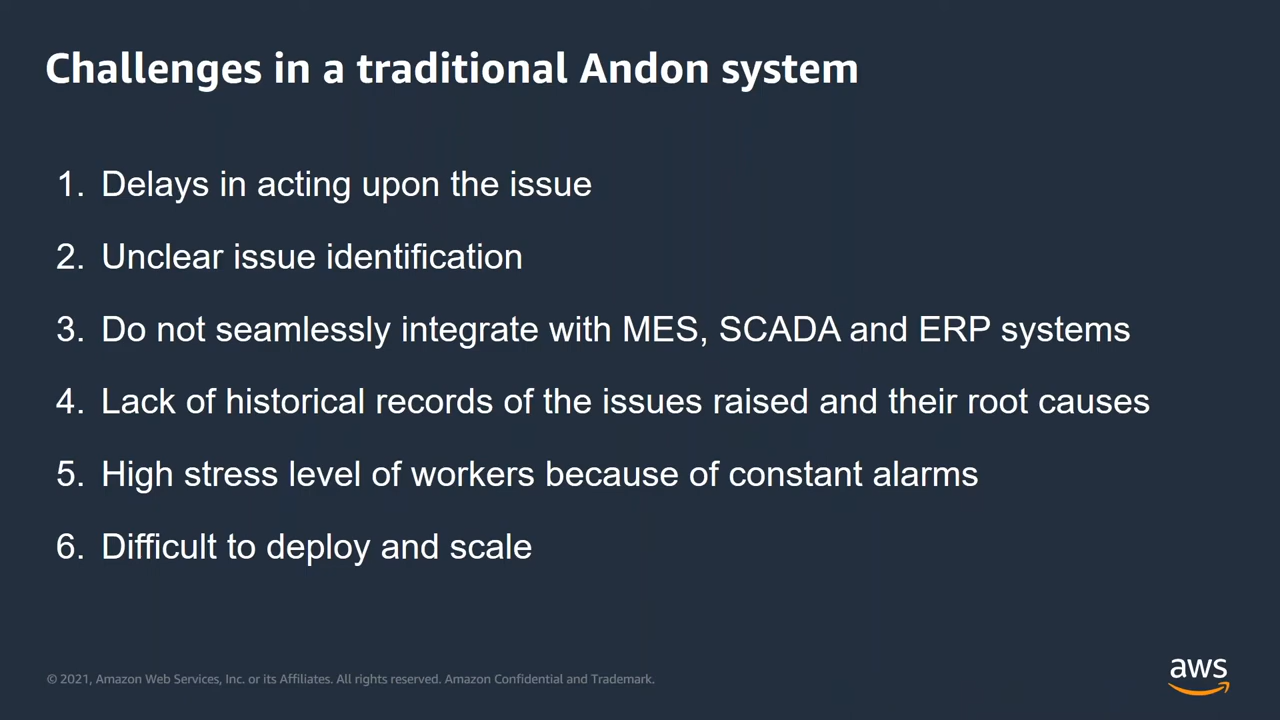 Challenges in a traditional Andon system
1. Delays in acting upon the issue
2. Unclear issue identification
3. Do not seamlessly integrate with MES, SCADA and ERP systems
4. Lack of historical records of the issues raised and their root causes
5. High stress level of workers because of constant alarms
6. Difficult to deploy and scale
© 2021, Amazon Web Services, Inc. or its Affiliates. All rights reserved. Amazon Confidential and Trademark.
aws